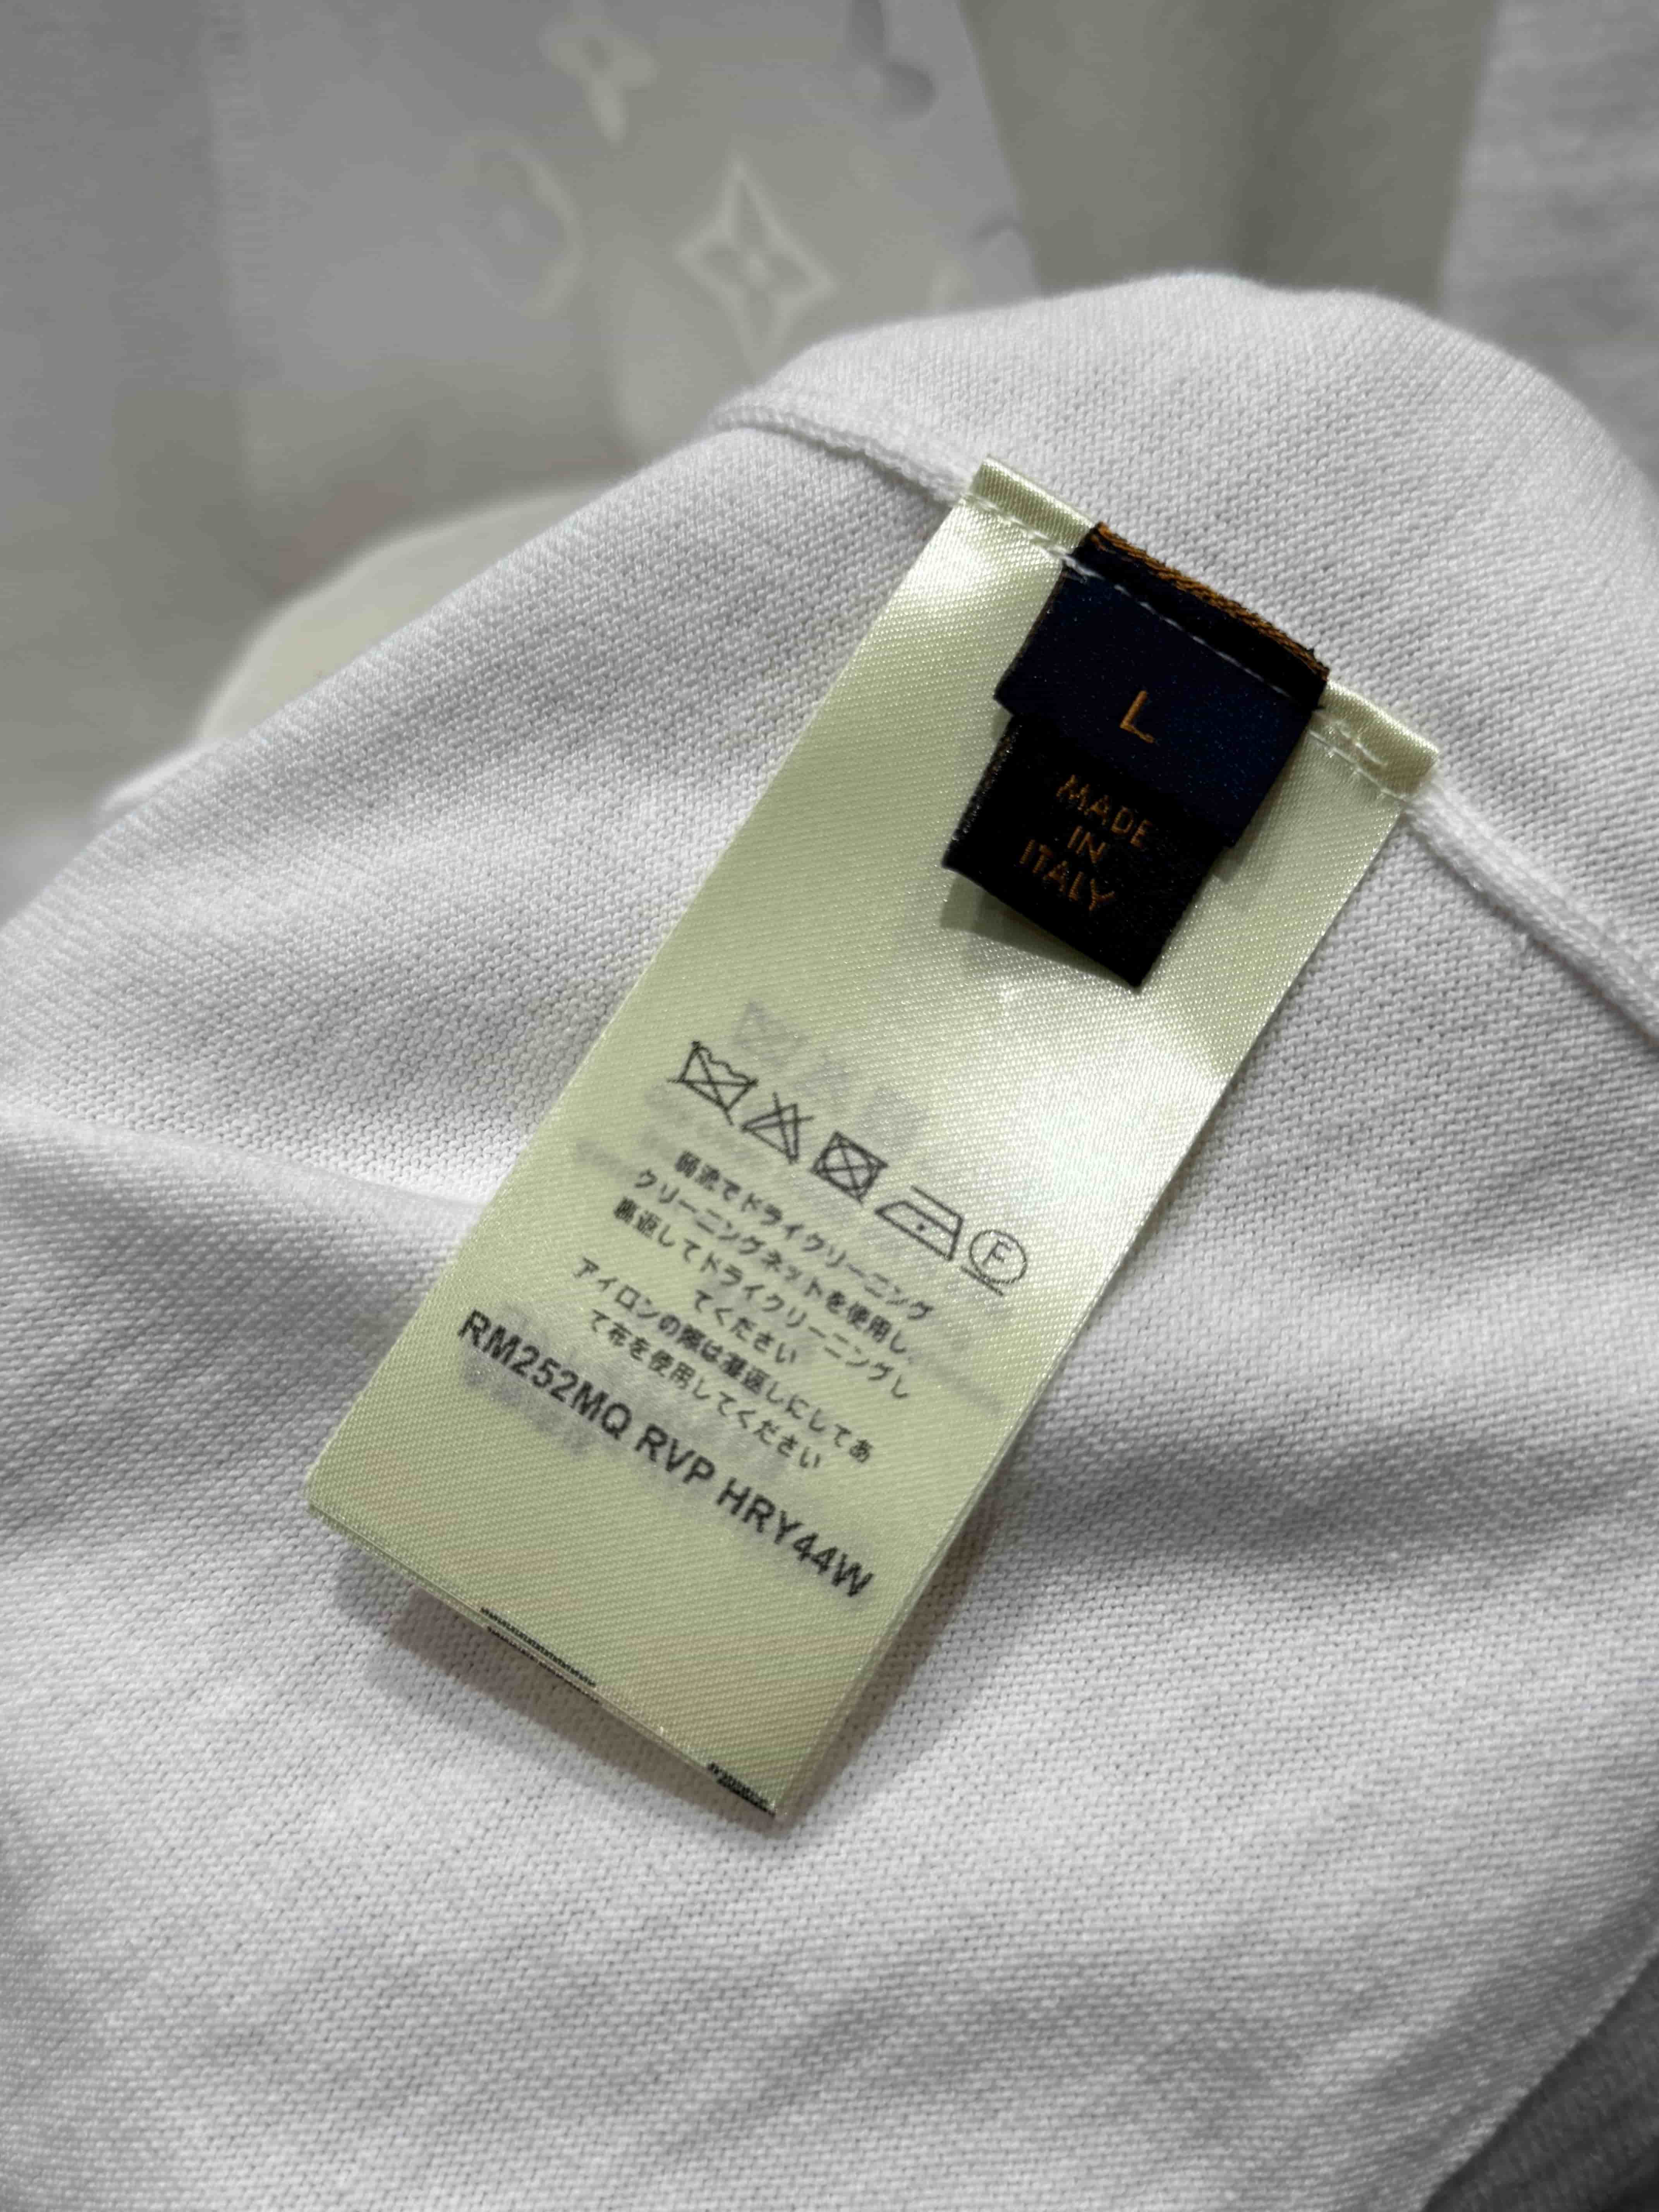 L
MADE
IN
ITALY
F
弱流でドライクリーニング
クリーニングネットを使用し、
裏返してドライクリーニングし
てください
アイロンの際は裏返しにしてあ
て布を使用してください
RM252MQ RVP HRY44W